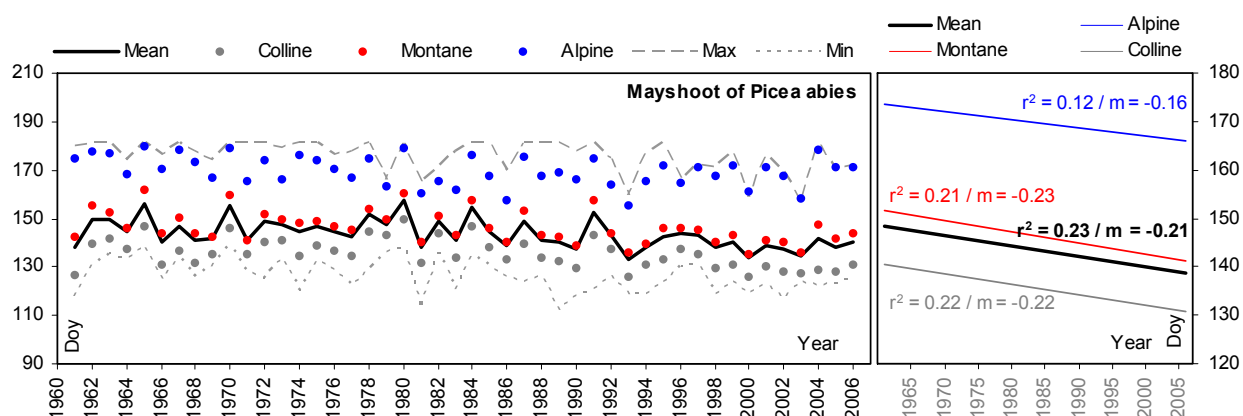 Mean Colline Montane Alpine Max Min
Mean Alpine
Montane Colline
Mayshoot of Picea abies
210
190
170
150
130
110
90
Doy
Year
1960 1962 1964 1966 1968 1970 1972 1974 1976 1978 1980 1982 1984 1986 1988 1990 1992 1994 1996 1998 2000 2002 2004 2006
r² = 0.12 / m = -0.16
r² = 0.21 / m = -0.23
r² = 0.23 / m = -0.21
r² = 0.22 / m = -0.22
Year
Doy
180
170
160
150
140
130
120
1965 1970 1975 1980 1985 1990 1995 2000 2005